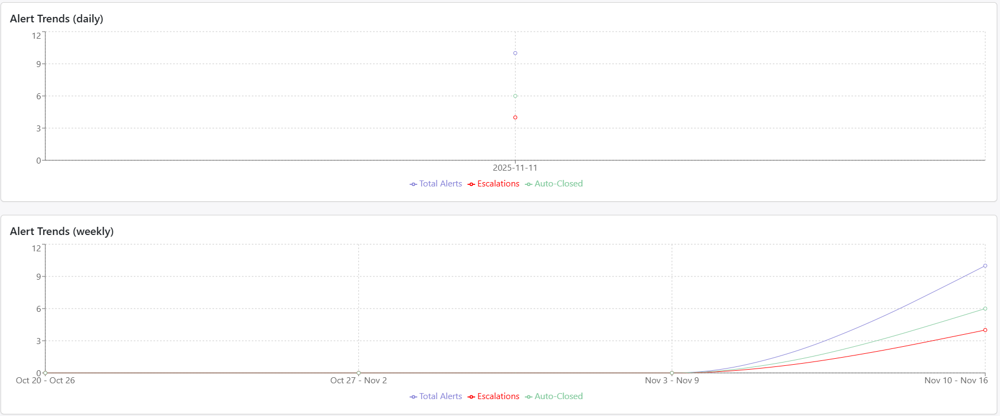 Alert Trends (daily)
12
9
6
3
0
2025-11-11
Total Alerts Escalations Auto-Closed
Alert Trends (weekly)
12
9
6
3
0
Oct 20 - Oct 26 Oct 27 - Nov 2 Nov 3 - Nov 9 Nov 10 - Nov 16
Total Alerts Escalations Auto-Closed